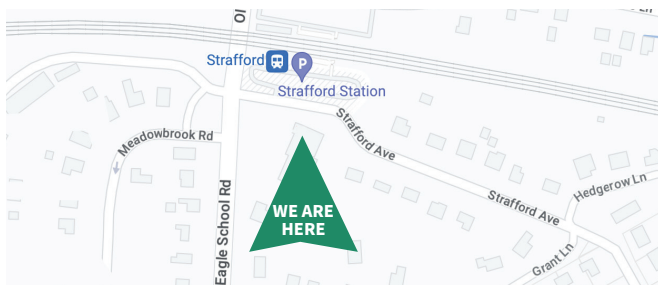 Ol
Strafford
P
Strafford Station
Meadowbrook Rd
Strafford Ave
Hedgerow Ln
Strafford Ave
Eagle School Rd
WE ARE
HERE
Grant Ln